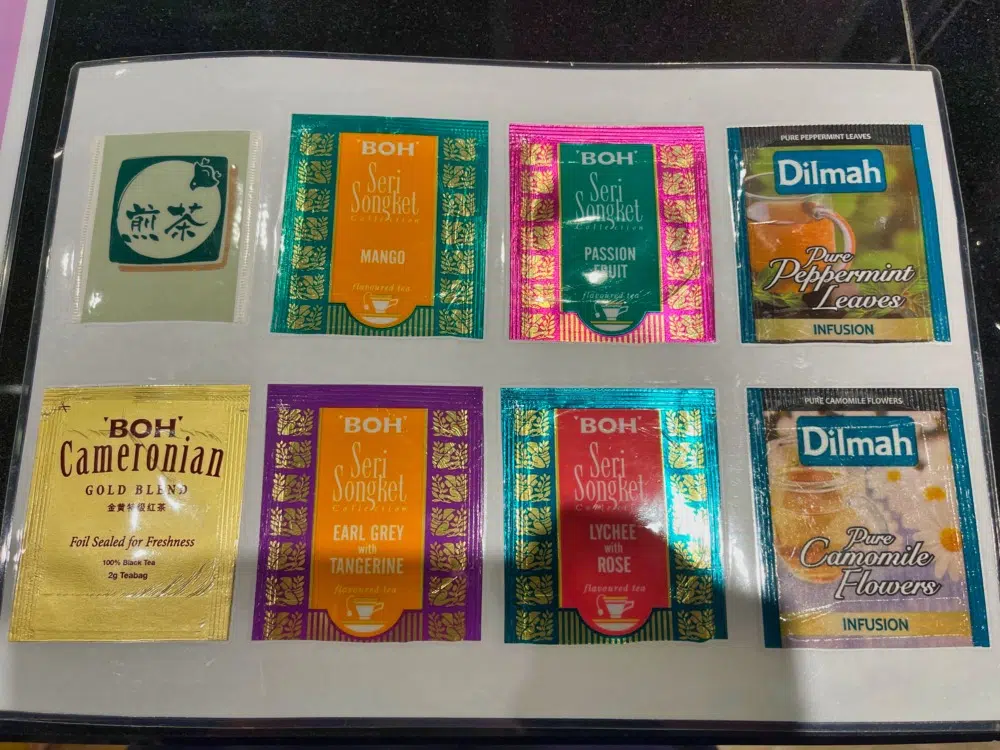 煎茶
BOH
Seri
Songket
Collection
MANGO
flavoured tea
BOH
Seri
Songket
Collection
PASSION
FRUIT
flavoured tea
PURE PEPPERMINT LEAVES
Dilmah
Pure
Peppermint
Leaves
INFUSION
BOH
Cameronian
GOLD BLEND
金黄特级红茶
Foil Sealed for Freshness
100% Black Tea
2g Teabag
BOH
Seri
Songket
Collection
EARL GREY
with
TANGERINE
flavoured tea
BOH
Seri
Songket
Collection
LYCHEE
with
ROSE
flavoured tea
PURE CAMOMILE FLOWERS
Dilmah
Pure
Camomile
Flowers
INFUSION